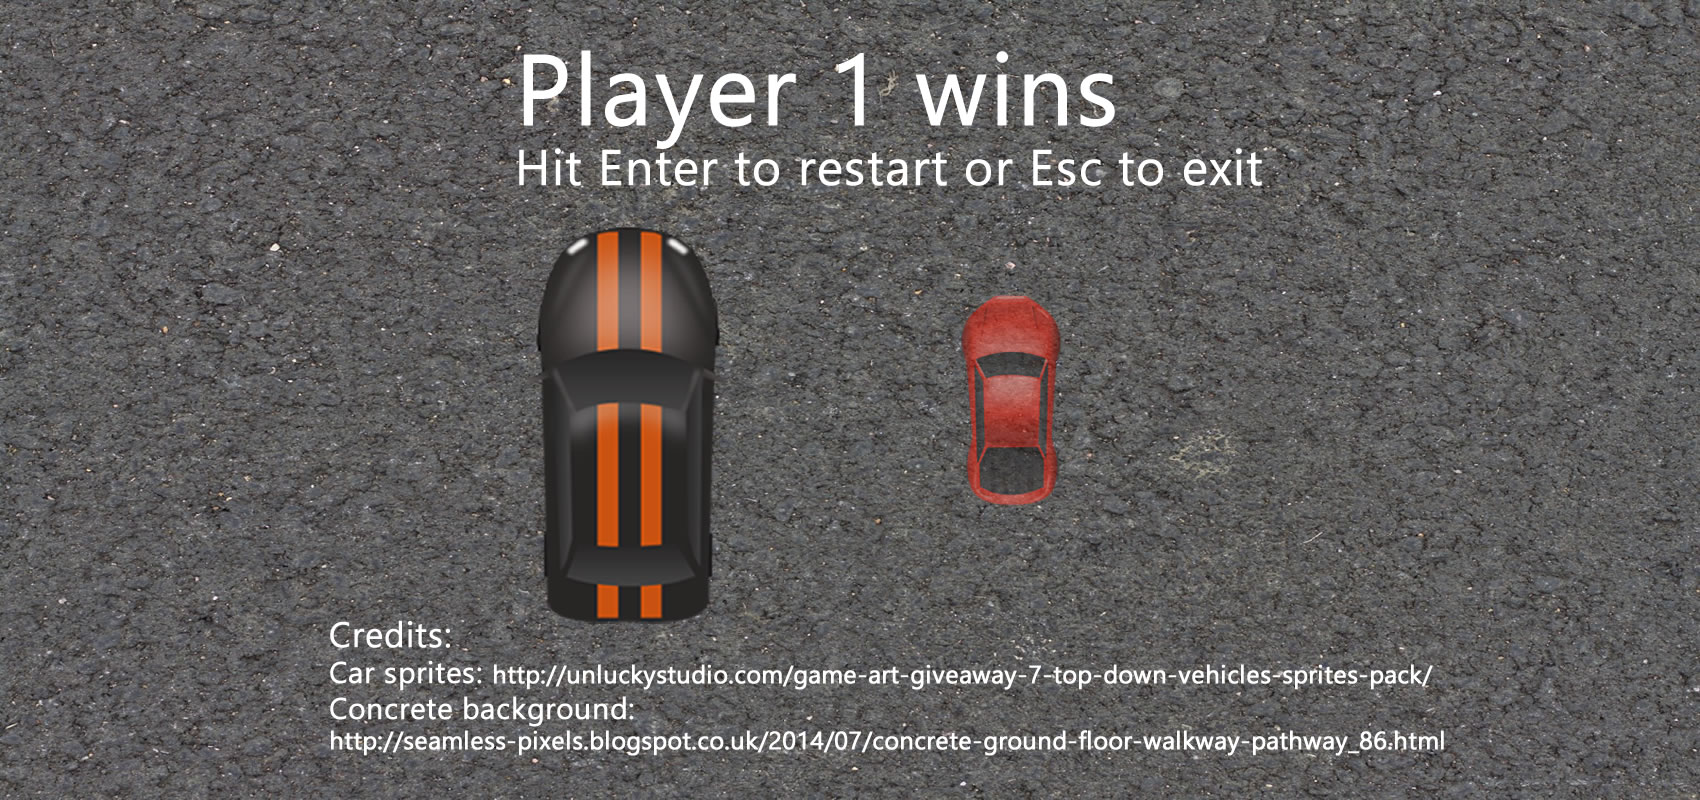 Player 1 wins
Hit Enter to restart or Esc to exit
Credits:
Car sprites: http://unluckystudio.com/game-art-giveaway-7-top-down-vehicles-sprites-pack/
Concrete background:
http://seamless-pixels.blogspot.co.uk/2014/07/concrete-ground-floor-walkway-pathway_86.html